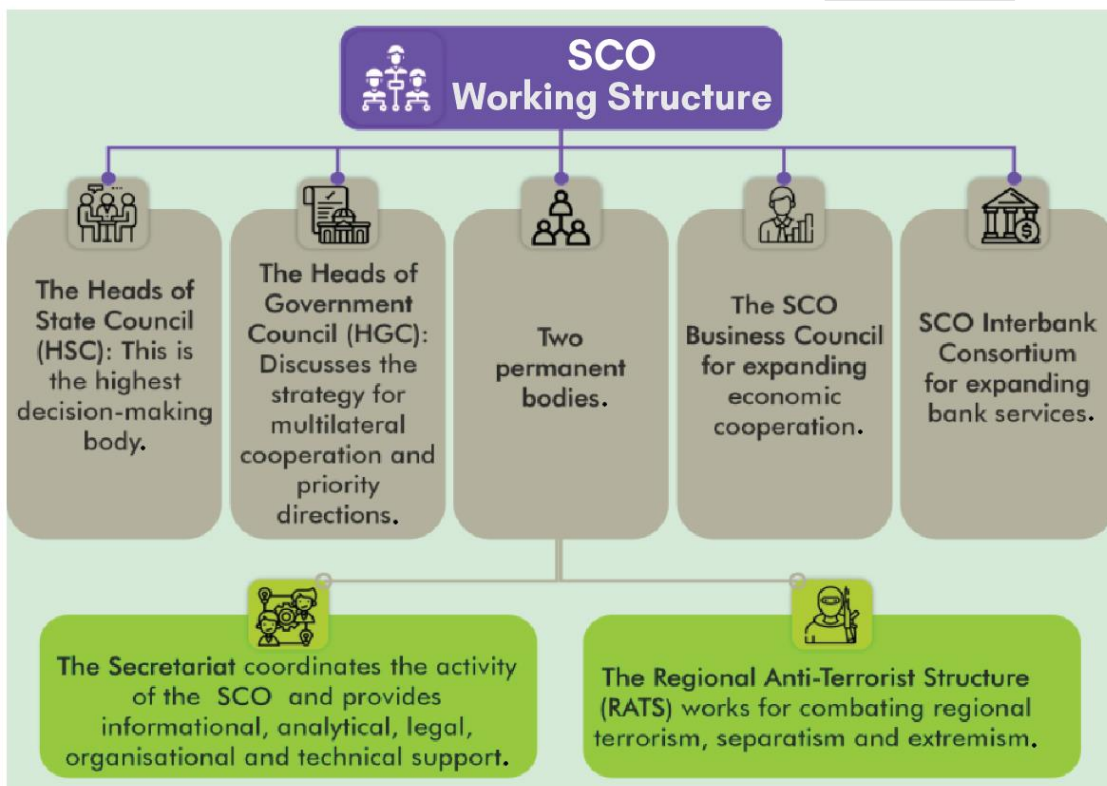 SCO
Working Structure
The Heads of
State Council
(HSC): This is
the highest
decision-making
body.
The Heads of
Government
Council (HGC):
Discusses the
strategy for
multilateral
cooperation and
priority
directions.
Two
permanent
bodies.
The SCO
Business Council
for expanding
economic
cooperation.
SCO Interbank
Consortium
for expanding
bank services.
The Secretariat coordinates the activity
of the SCO and provides
informational, analytical, legal,
organisational and technical support.
The Regional Anti-Terrorist Structure
(RATS) works for combating regional
terrorism, separatism and extremism.